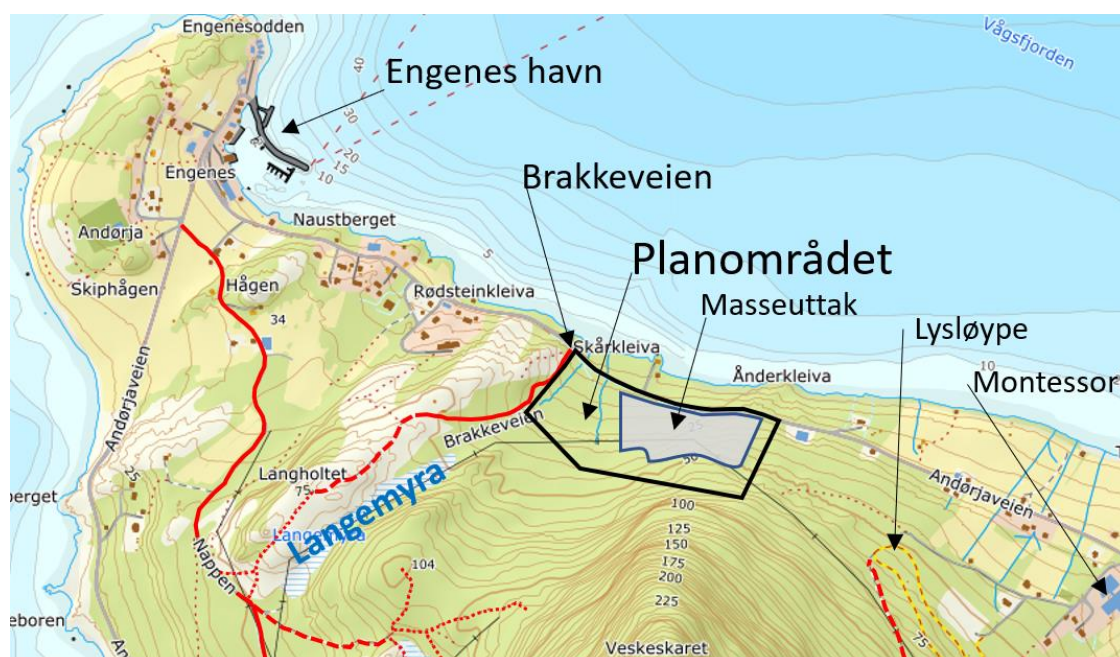 Engenesodden
Vågsfjorden
Engenes havn
40
30
20
15
10
Engenes
Brakkeveien
Naustberget
Andørja
Planområdet
Skiphågen
Hågen
Rødsteinkleiva
34
Masseuttak
Lysløype
Skårkleiva
Ånderkleiva
10
5
Montessor
Andørjaveien
Brakkeveien
25
50
25
Langholtet
75
Andørjaveien
berget
Langemyra
Langemyra
100
125
150
175
200
225
Nappen
104
75
eboren
Veskeskaret